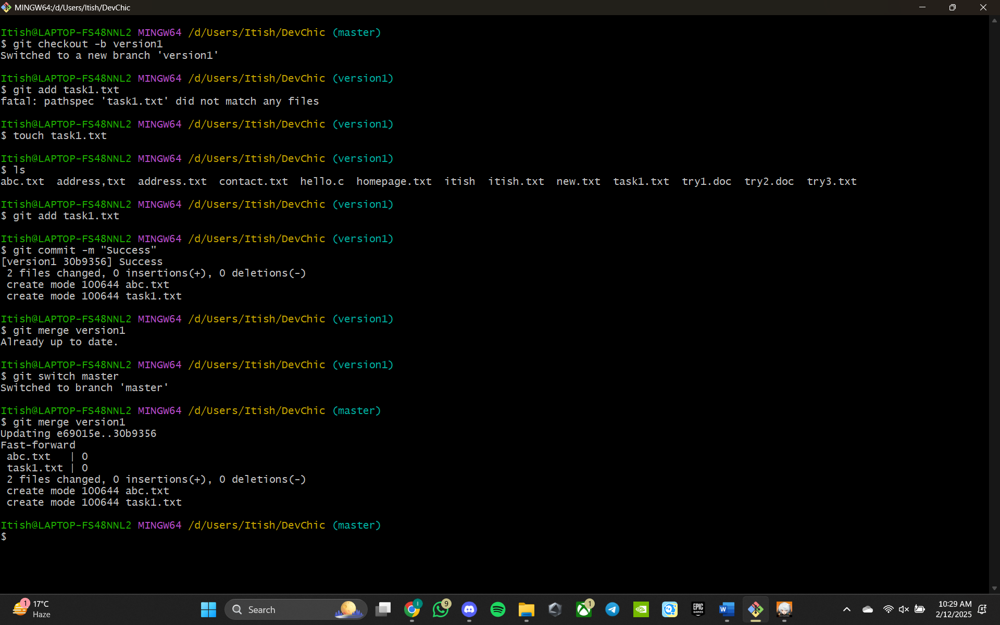 MINGW64:/d/Users/Itish/DevChic
Itish@LAPTOP-FS48NNL2 MINGW64 /d/Users/Itish/DevChic (master)
$ git checkout -b version1
Switched to a new branch 'version1'
Itish@LAPTOP-FS48NNL2 MINGW64 /d/Users/Itish/DevChic (version1)
$ git add task1.txt
fatal: pathspec 'task1.txt' did not match any files
Itish@LAPTOP-FS48NNL2 MINGW64 /d/Users/Itish/DevChic (version1)
$ touch task1.txt
Itish@LAPTOP-FS48NNL2 MINGW64 /d/Users/Itish/DevChic (version1)
$ ls
abc.txt  address,txt  address.txt  contact.txt  hello.c  homepage.txt  itish  itish.txt  new.txt  task1.txt  try1.doc  try2.doc  try3.txt
Itish@LAPTOP-FS48NNL2 MINGW64 /d/Users/Itish/DevChic (version1)
$ git add task1.txt
Itish@LAPTOP-FS48NNL2 MINGW64 /d/Users/Itish/DevChic (version1)
$ git commit -m "Success"
[version1 30b9356] Success
 2 files changed, 0 insertions(+), 0 deletions(-)
 create mode 100644 abc.txt
 create mode 100644 task1.txt
Itish@LAPTOP-FS48NNL2 MINGW64 /d/Users/Itish/DevChic (version1)
$ git merge version1
Already up to date.
Itish@LAPTOP-FS48NNL2 MINGW64 /d/Users/Itish/DevChic (version1)
$ git switch master
Switched to branch 'master'
Itish@LAPTOP-FS48NNL2 MINGW64 /d/Users/Itish/DevChic (master)
$ git merge version1
Updating e69015e..30b9356
Fast-forward
 abc.txt   | 0
 task1.txt | 0
 2 files changed, 0 insertions(+), 0 deletions(-)
 create mode 100644 abc.txt
 create mode 100644 task1.txt
Itish@LAPTOP-FS48NNL2 MINGW64 /d/Users/Itish/DevChic (master)
$
1
17°C
Haze
Search
I
9
1
EPIC
GAMES
W
10:29 AM
2/12/2025